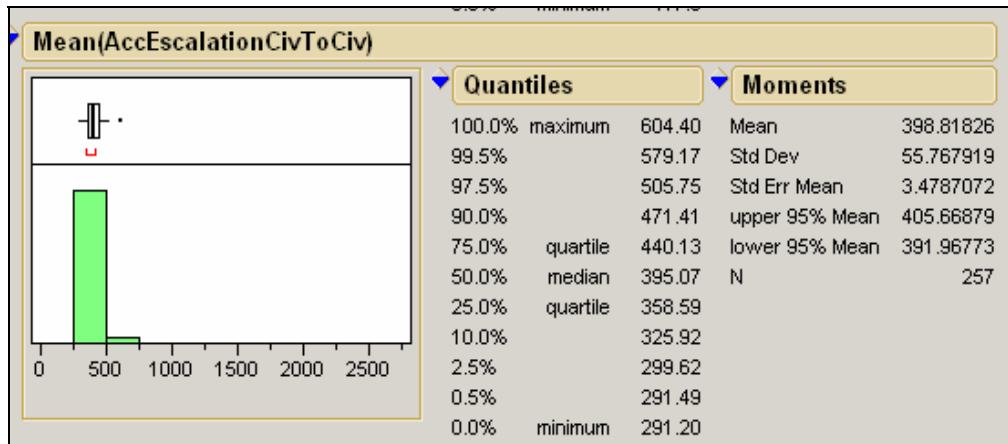 Mean(AccEscalationCivToCiv)
Quantiles
100.0% maximum 604.40
99.5% 579.17
97.5% 505.75
90.0% 471.41
75.0% quartile 440.13
50.0% median 395.07
25.0% quartile 358.59
10.0% 325.92
2.5% 299.62
0.5% 291.49
0.0% minimum 291.20
Moments
Mean 398.81826
Std Dev 55.767919
Std Err Mean 3.4787072
upper 95% Mean 405.66879
lower 95% Mean 391.96773
N 257
0 500 1000 1500 2000 2500